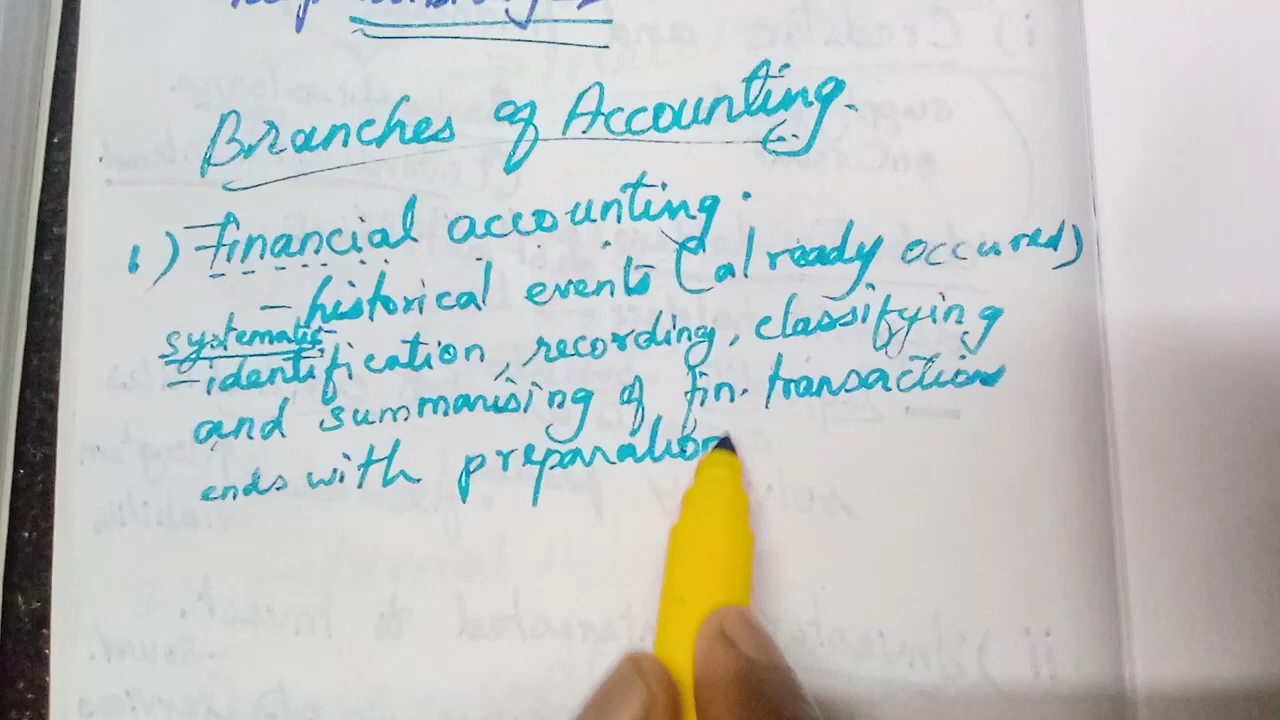 Branches of Accounting.
1) Financial accounting.
- historical events (already occured)
systematic
- identification, recording, classifying
and summarising of fin. transaction
ends with preparation